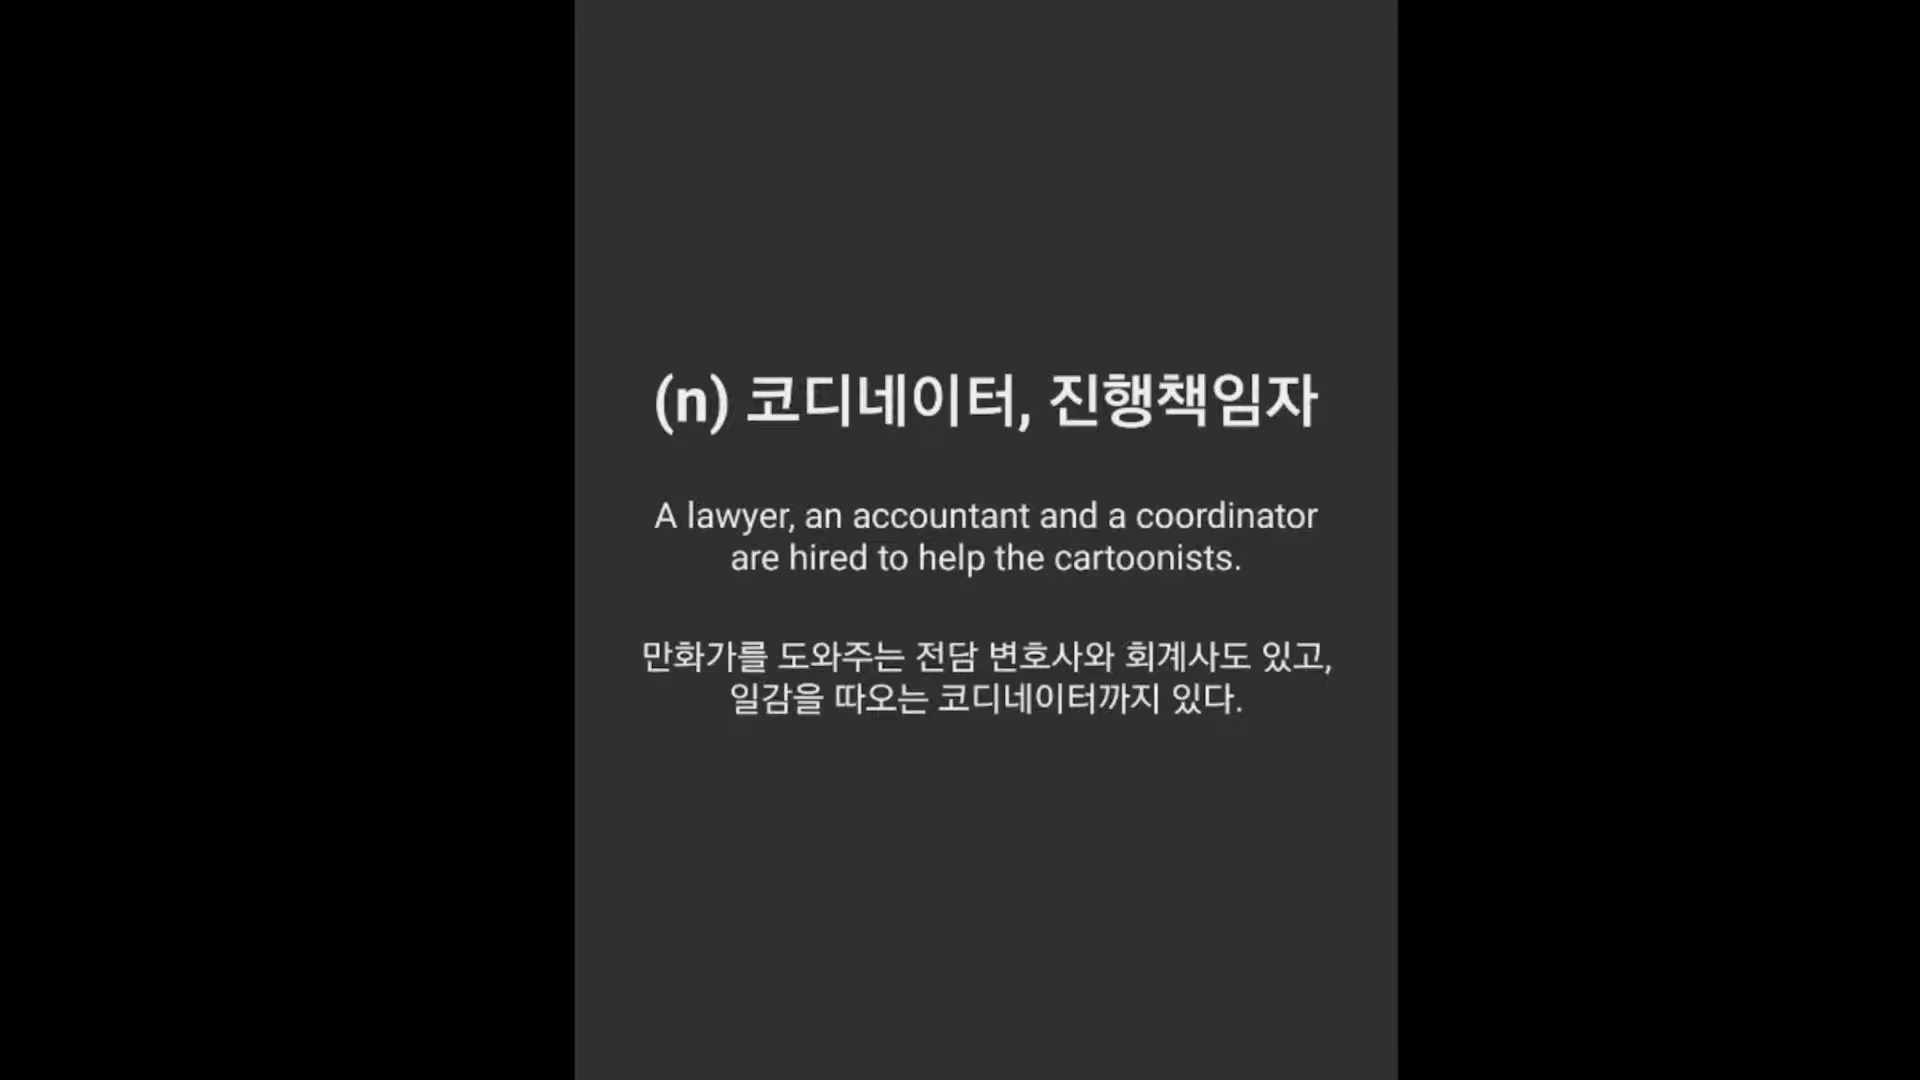 (n) 코디네이터, 진행책임자
A lawyer, an accountant and a coordinator
are hired to help the cartoonists.
만화가를 도와주는 전담 변호사와 회계사도 있고,
일감을 따오는 코디네이터까지 있다.